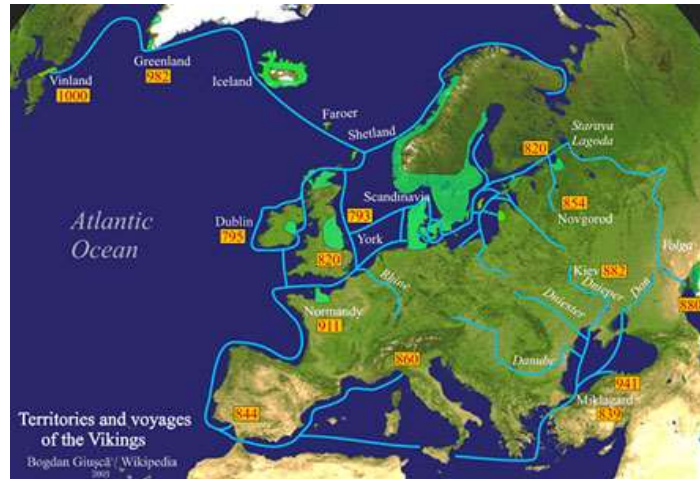 Greenland
982
Vinland
1000
Iceland
Faroer
Shetland
Staraya
Lagoda
820
Scandinavia
854
Novgorod
Dublin
795
793
York
820
Atlantic
Ocean
Volga
Kiev 882
Rhine
Dnieper
Don
Dniester
880
Normandy
911
Danube
860
941
Miklagard
839
844
Territories and voyages
of the Vikings
Bogdan Giuşcă / Wikipedia
2005